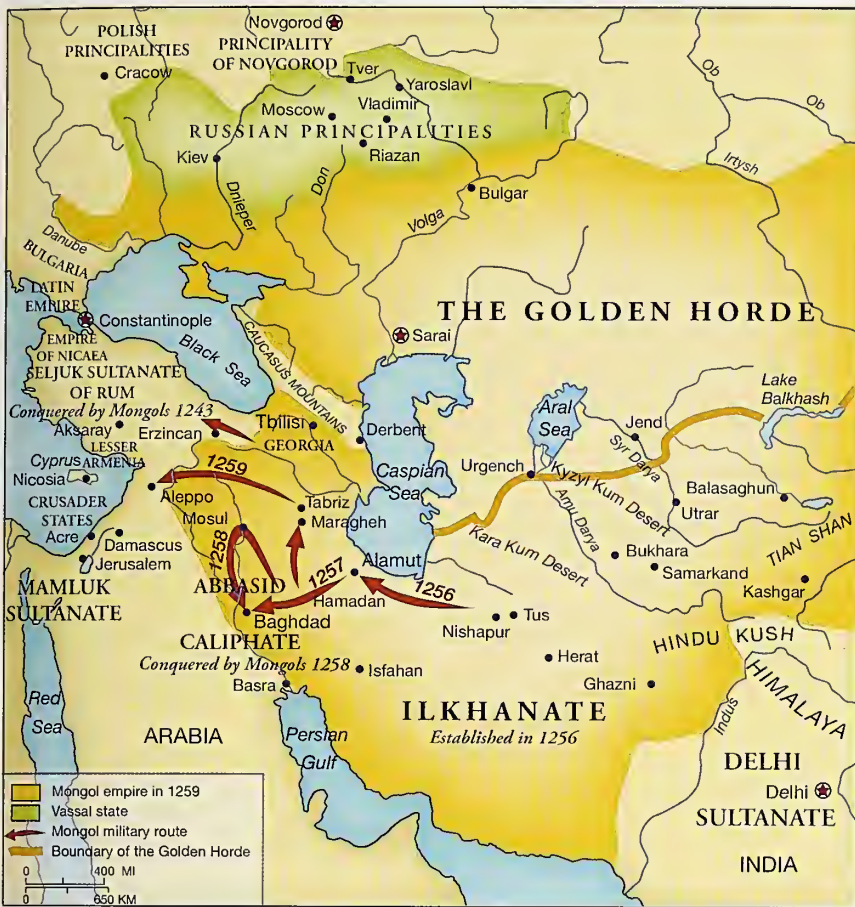 Novgorod
POLISH
PRINCIPALITIES
PRINCIPALITY
OF NOVGOROD
Cracow
Tver
Yaroslavl
Moscow
Vladimir
RUSSIAN PRINCIPALITIES
Kiev
Riazan
Dnieper
Don
Volga
Bulgar
Ob
Ob
Irtysh
Danube
BULGARIA
LATIN
EMPIRE
Constantinople
Black Sea
EMPIRE
OF NICAEA
SELJUK SULTANATE
OF RUM
Conquered by Mongols 1243
Aksaray
Erzincan
LESSER
ARMENIA
CAUCASUS MOUNTAINS
Tbilisi
GEORGIA
Derbent
Sarai
THE GOLDEN HORDE
Caspian
Sea
Aral
Sea
Lake
Balkhash
Jend
Syr Darya
Urgench
Kyzyl Kum Desert
Amu Darya
Utrar
Balasaghun
Kara Kum Desert
Bukhara
Samarkand
TIAN SHAN
Kashgar
Cyprus
Nicosia
CRUSADER
STATES
Acre
Aleppo
1259
Tabriz
Maragheh
Mosul
1258
Damascus
Jerusalem
MAMLUK
SULTANATE
ABBASID
1257
Alamut
1256
Hamadan
Baghdad
CALIPHATE
Conquered by Mongols 1258
Nishapur
Tus
Herat
HINDU KUSH
Isfahan
Ghazni
Basra
Red
Sea
ARABIA
Persian
Gulf
ILKHANATE
Established in 1256
Indus
HIMALAYA
DELHI
Delhi
SULTANATE
INDIA
Mongol empire in 1259
Vassal state
Mongol military route
Boundary of the Golden Horde
0 400 MI
0 650 KM